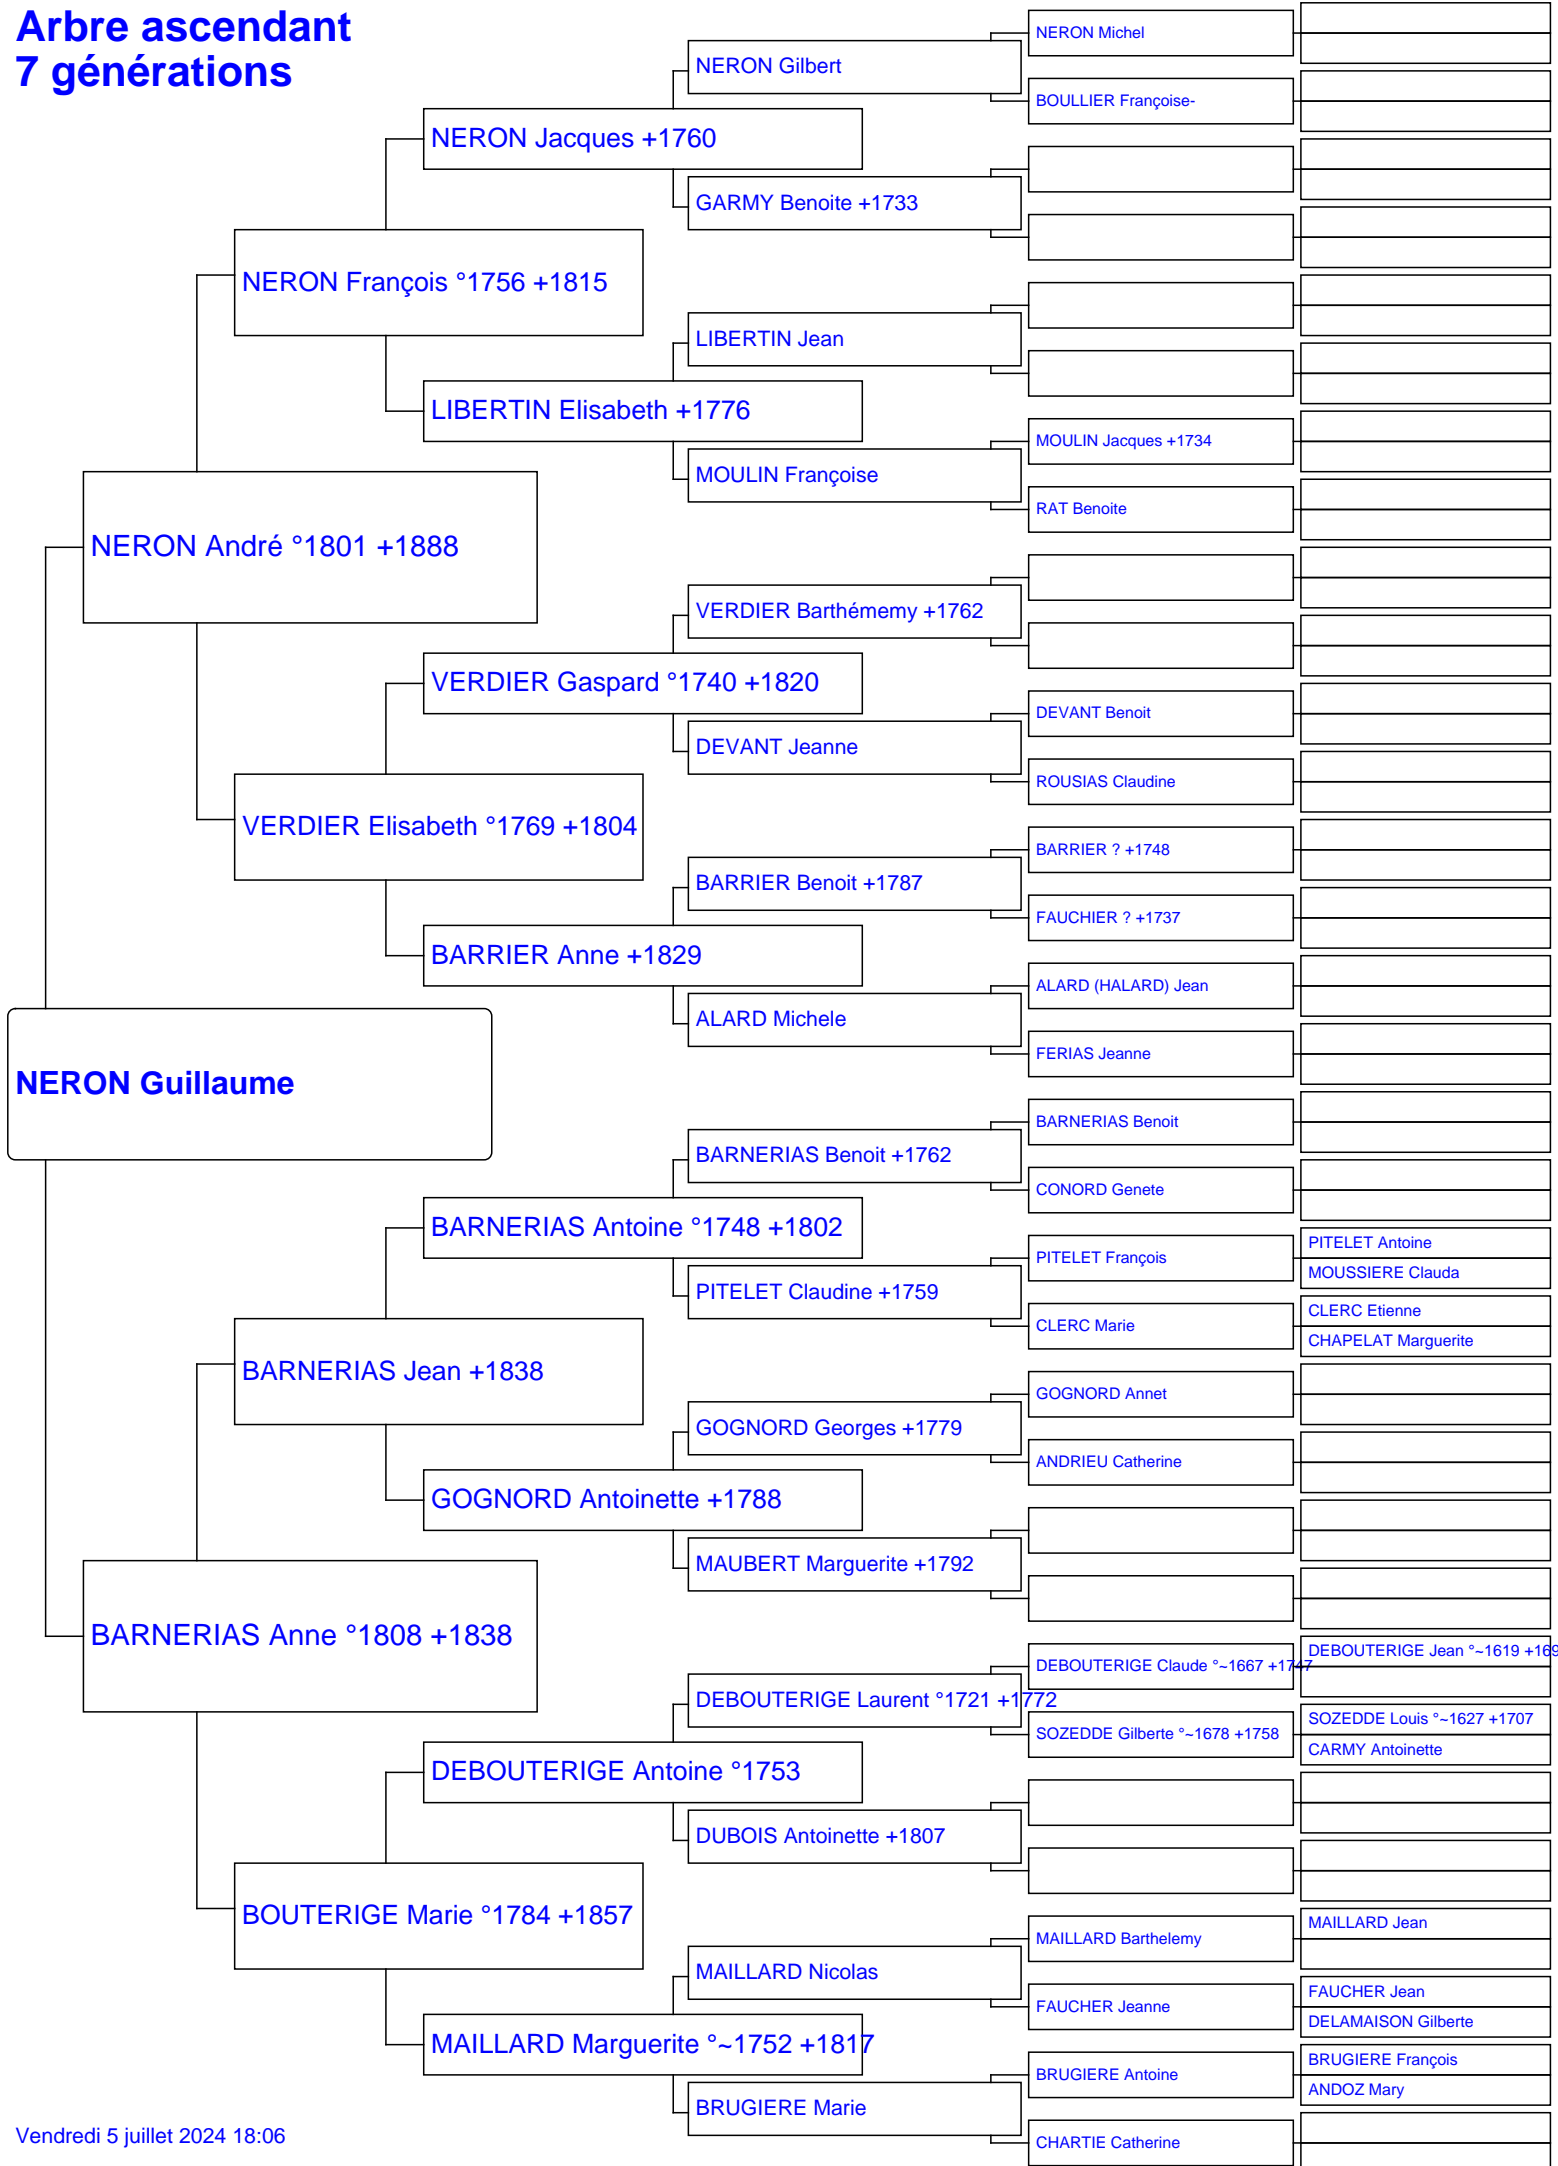 Arbre ascendant
7 générations
NERON Michel
NERON Gilbert
BOULLIER Françoise-
NERON Jacques +1760
GARMY Benoite +1733
NERON François °1756 +1815
LIBERTIN Jean
LIBERTIN Elisabeth +1776
MOULIN Jacques +1734
MOULIN Françoise
RAT Benoite
NERON André °1801 +1888
VERDIER Barthémemy +1762
VERDIER Gaspard °1740 +1820
DEVANT Benoit
DEVANT Jeanne
ROUSIAS Claudine
VERDIER Elisabeth °1769 +1804
BARRIER ? +1748
BARRIER Benoit +1787
FAUCHIER ? +1737
BARRIER Anne +1829
ALARD (HALARD) Jean
ALARD Michele
FERIAS Jeanne
NERON Guillaume
BARNERIAS Benoit
BARNERIAS Benoit +1762
CONORD Genete
BARNERIAS Antoine °1748 +1802
PITELET Antoine
PITELET François
MOUSSIERE Clauda
PITELET Claudine +1759
CLERC Etienne
CLERC Marie
CHAPELAT Marguerite
BARNERIAS Jean +1838
GOGNORD Annet
GOGNORD Georges +1779
ANDRIEU Catherine
GOGNORD Antoinette +1788
MAUBERT Marguerite +1792
BARNERIAS Anne °1808 +1838
DEBOUTERIGE Jean °~1619 +169
DEBOUTERIGE Claude °~1667 +1747
DEBOUTERIGE Laurent °1721 +1772
SOZEDDE Louis °~1627 +1707
SOZEDDE Gilberte °~1678 +1758
CARMY Antoinette
DEBOUTERIGE Antoine °1753
DUBOIS Antoinette +1807
BOUTERIGE Marie °1784 +1857
MAILLARD Jean
MAILLARD Barthelemy
MAILLARD Nicolas
FAUCHER Jean
FAUCHER Jeanne
DELAMAISON Gilberte
MAILLARD Marguerite °~1752 +1817
BRUGIERE François
BRUGIERE Antoine
ANDOZ Mary
BRUGIERE Marie
CHARTIE Catherine
Vendredi 5 juillet 2024 18:06